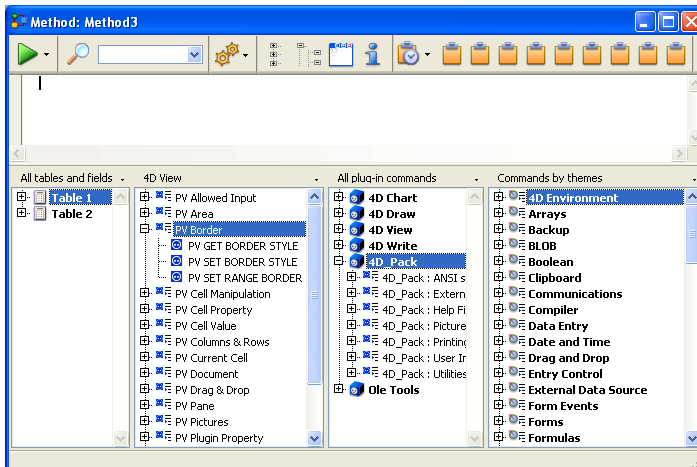 Method: Method3
All tables and fields
Table 1
Table 2
4D View
PV Allowed Input
PV Area
PV Border
PV GET BORDER STYLE
PV SET BORDER STYLE
PV SET RANGE BORDER
PV Cell Manipulation
PV Cell Property
PV Cell Value
PV Columns & Rows
PV Current Cell
PV Document
PV Drag & Drop
PV Pane
PV Pictures
PV Plugin Property
All plug-in commands
4D Chart
4D Draw
4D View
4D Write
4D_Pack
4D_Pack : ANSI s
4D_Pack : Extern
4D_Pack : Help Fi
4D_Pack : Picture
4D_Pack : Printing
4D_Pack : User In
4D_Pack : Utilities
Ole Tools
Commands by themes
4D Environment
Arrays
Backup
BLOB
Boolean
Clipboard
Communications
Compiler
Data Entry
Date and Time
Drag and Drop
Entry Control
External Data Source
Form Events
Forms
Formulas